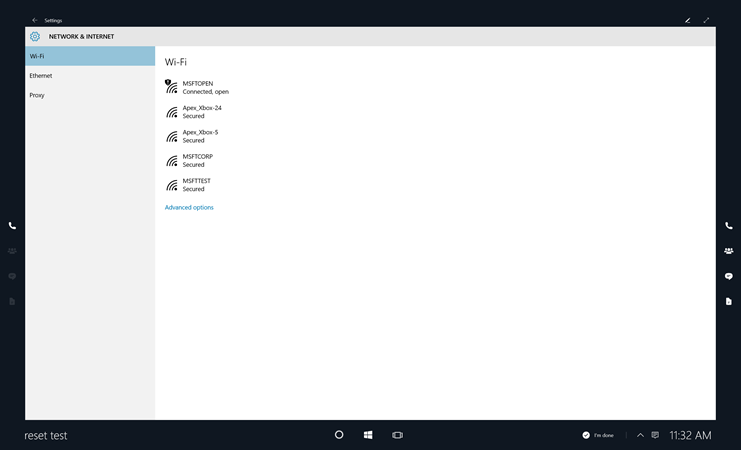 Settings
NETWORK & INTERNET
Wi-Fi
Ethernet
Proxy
Wi-Fi
MSFTOPEN
Connected, open
Apex_Xbox-24
Secured
Apex_Xbox-5
Secured
MSFTCORP
Secured
MSFTTEST
Secured
Advanced options
reset test
I'm done
11:32 AM